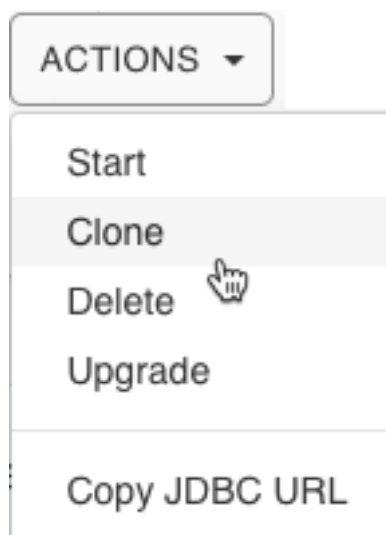 ACTIONS
Start
Clone
Delete
Upgrade
Copy JDBC URL